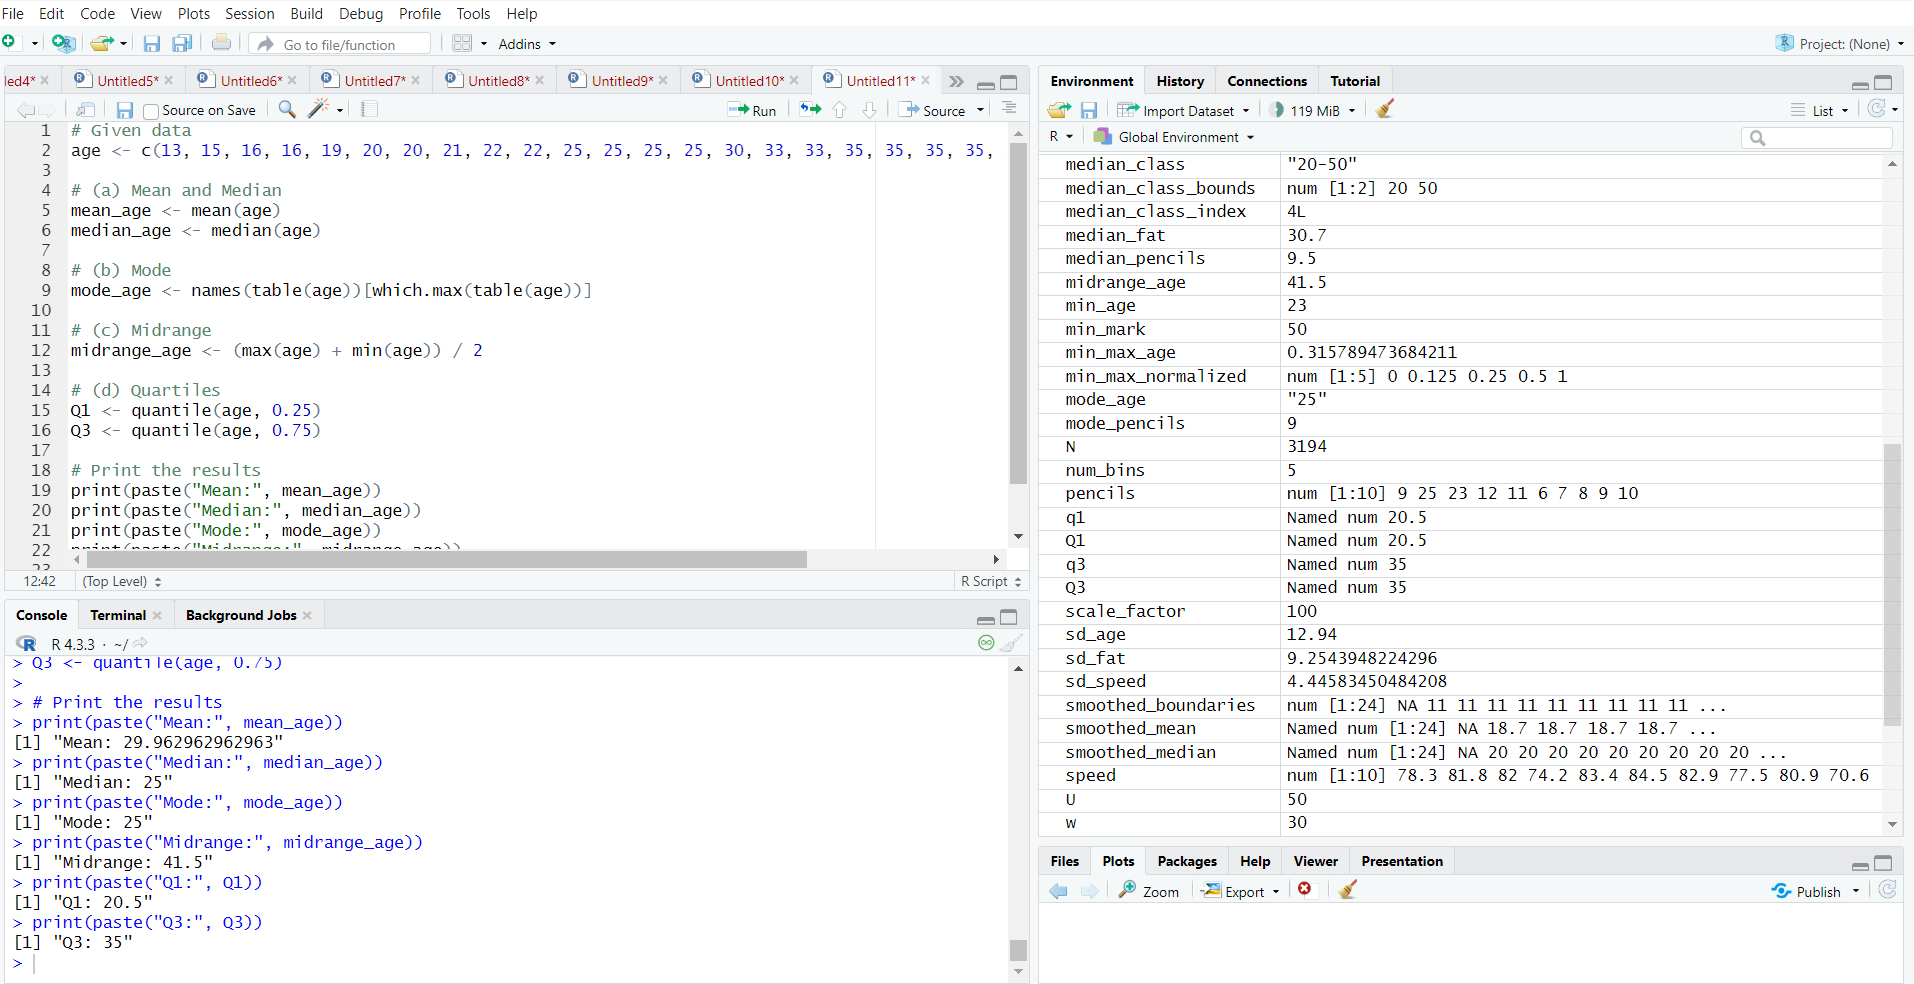 File Edit Code View Plots Session Build Debug Profile Tools Help
Go to file/function Addins Project: (None)
led4* Untitled5* Untitled6* Untitled7* Untitled8* Untitled9* Untitled10* Untitled11*
Source on Save Run Source
1 # Given data
2 age <- c(13, 15, 16, 16, 19, 20, 20, 21, 22, 22, 25, 25, 25, 25, 30, 33, 33, 35, 35, 35, 35,
3
4 # (a) Mean and Median
5 mean_age <- mean(age)
6 median_age <- median(age)
7
8 # (b) Mode
9 mode_age <- names(table(age))[which.max(table(age))]
10
11 # (c) Midrange
12 midrange_age <- (max(age) + min(age)) / 2
13
14 # (d) Quartiles
15 Q1 <- quantile(age, 0.25)
16 Q3 <- quantile(age, 0.75)
17
18 # Print the results
19 print(paste("Mean:", mean_age))
20 print(paste("Median:", median_age))
21 print(paste("Mode:", mode_age))
22 print(paste("Midrange:", midrange_age))
23
12:42 (Top Level) R Script
Console Terminal Background Jobs
R 4.3.3 · ~/
> Q3 <- quantile(age, 0.75)
>
> # Print the results
> print(paste("Mean:", mean_age))
[1] "Mean: 29.962962962963"
> print(paste("Median:", median_age))
[1] "Median: 25"
> print(paste("Mode:", mode_age))
[1] "Mode: 25"
> print(paste("Midrange:", midrange_age))
[1] "Midrange: 41.5"
> print(paste("Q1:", Q1))
[1] "Q1: 20.5"
> print(paste("Q3:", Q3))
[1] "Q3: 35"
>
Environment History Connections Tutorial
Import Dataset 119 MiB List
R Global Environment
median_class "20-50"
median_class_bounds num [1:2] 20 50
median_class_index 4L
median_fat 30.7
median_pencils 9.5
midrange_age 41.5
min_age 23
min_mark 50
min_max_age 0.315789473684211
min_max_normalized num [1:5] 0 0.125 0.25 0.5 1
mode_age "25"
mode_pencils 9
N 3194
num_bins 5
pencils num [1:10] 9 25 23 12 11 6 7 8 9 10
q1 Named num 20.5
Q1 Named num 20.5
q3 Named num 35
Q3 Named num 35
scale_factor 100
sd_age 12.94
sd_fat 9.2543948224296
sd_speed 4.44583450484208
smoothed_boundaries num [1:24] NA 11 11 11 11 11 11 11 11 11 ...
smoothed_mean Named num [1:24] NA 18.7 18.7 18.7 18.7 ...
smoothed_median Named num [1:24] NA 20 20 20 20 20 20 20 20 20 ...
speed num [1:10] 78.3 81.8 82 74.2 83.4 84.5 82.9 77.5 80.9 70.6
U 50
w 30
Files Plots Packages Help Viewer Presentation
Zoom Export Publish